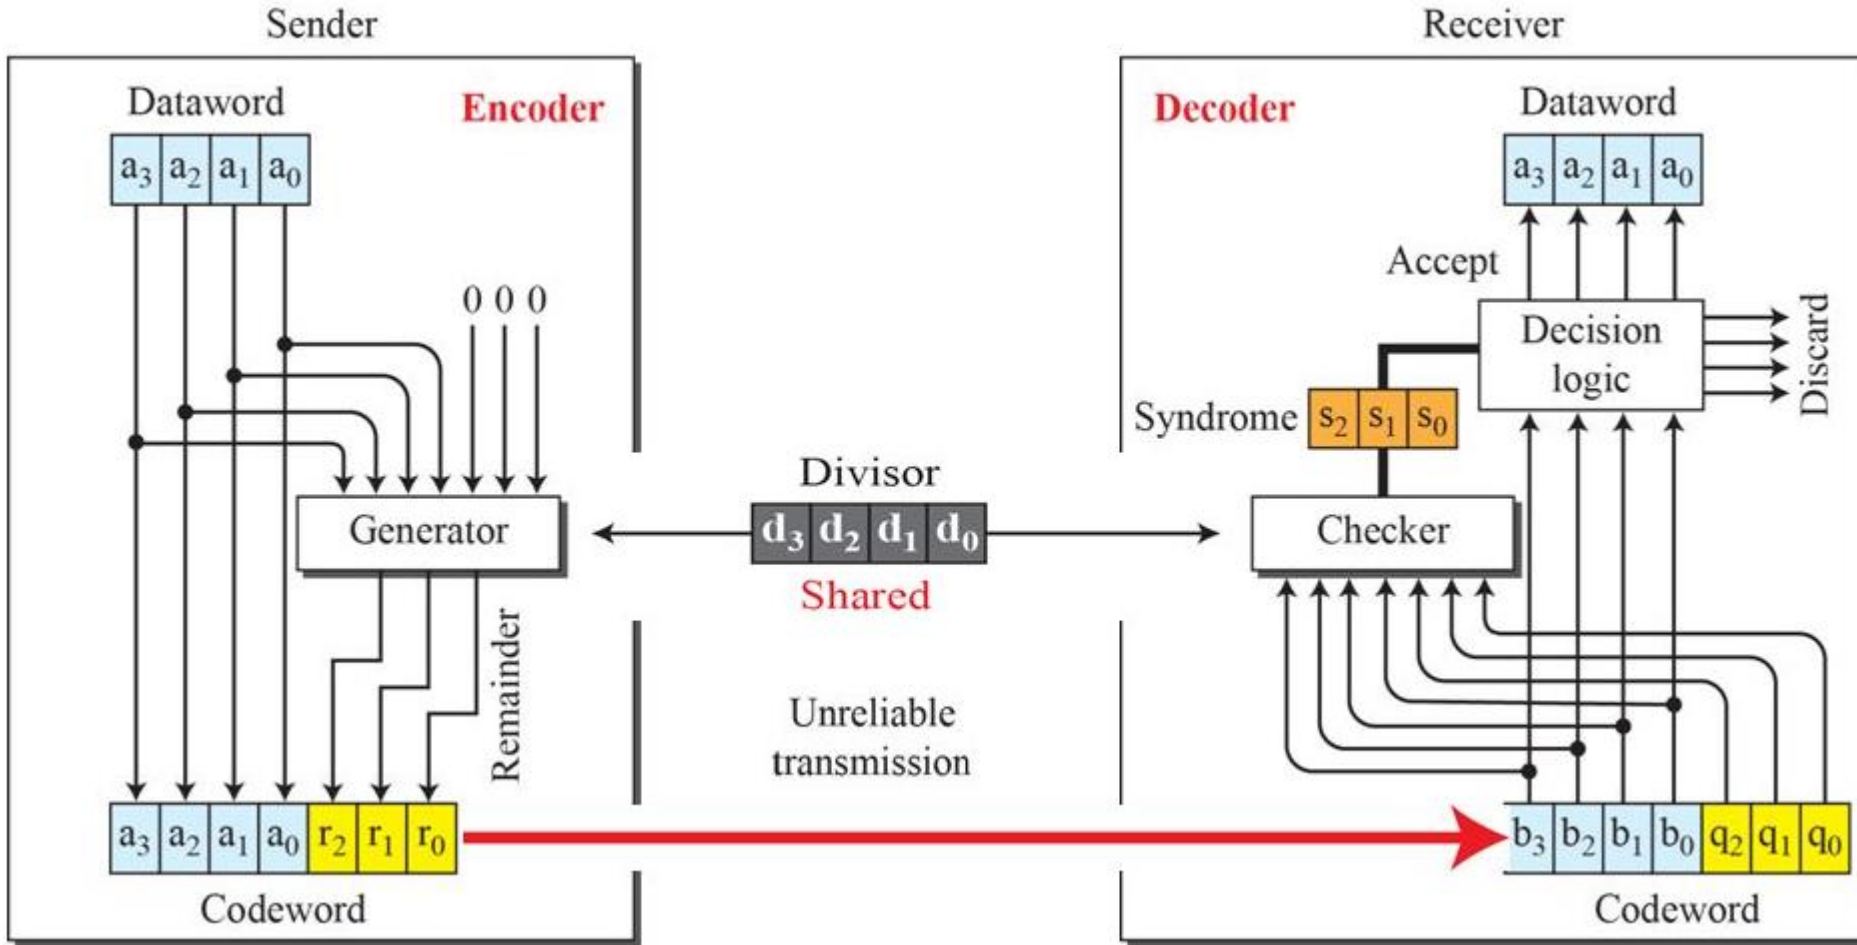 Sender
Dataword
Encoder
a3 a2 a1 a0
0 0 0
Generator
Remainder
a3 a2 a1 a0 r2 r1 r0
Codeword
Divisor
d3 d2 d1 d0
Shared
Unreliable
transmission
Receiver
Decoder
Dataword
a3 a2 a1 a0
Accept
Decision
logic
Discard
Syndrome
s2 s1 s0
Checker
b3 b2 b1 b0 q2 q1 q0
Codeword